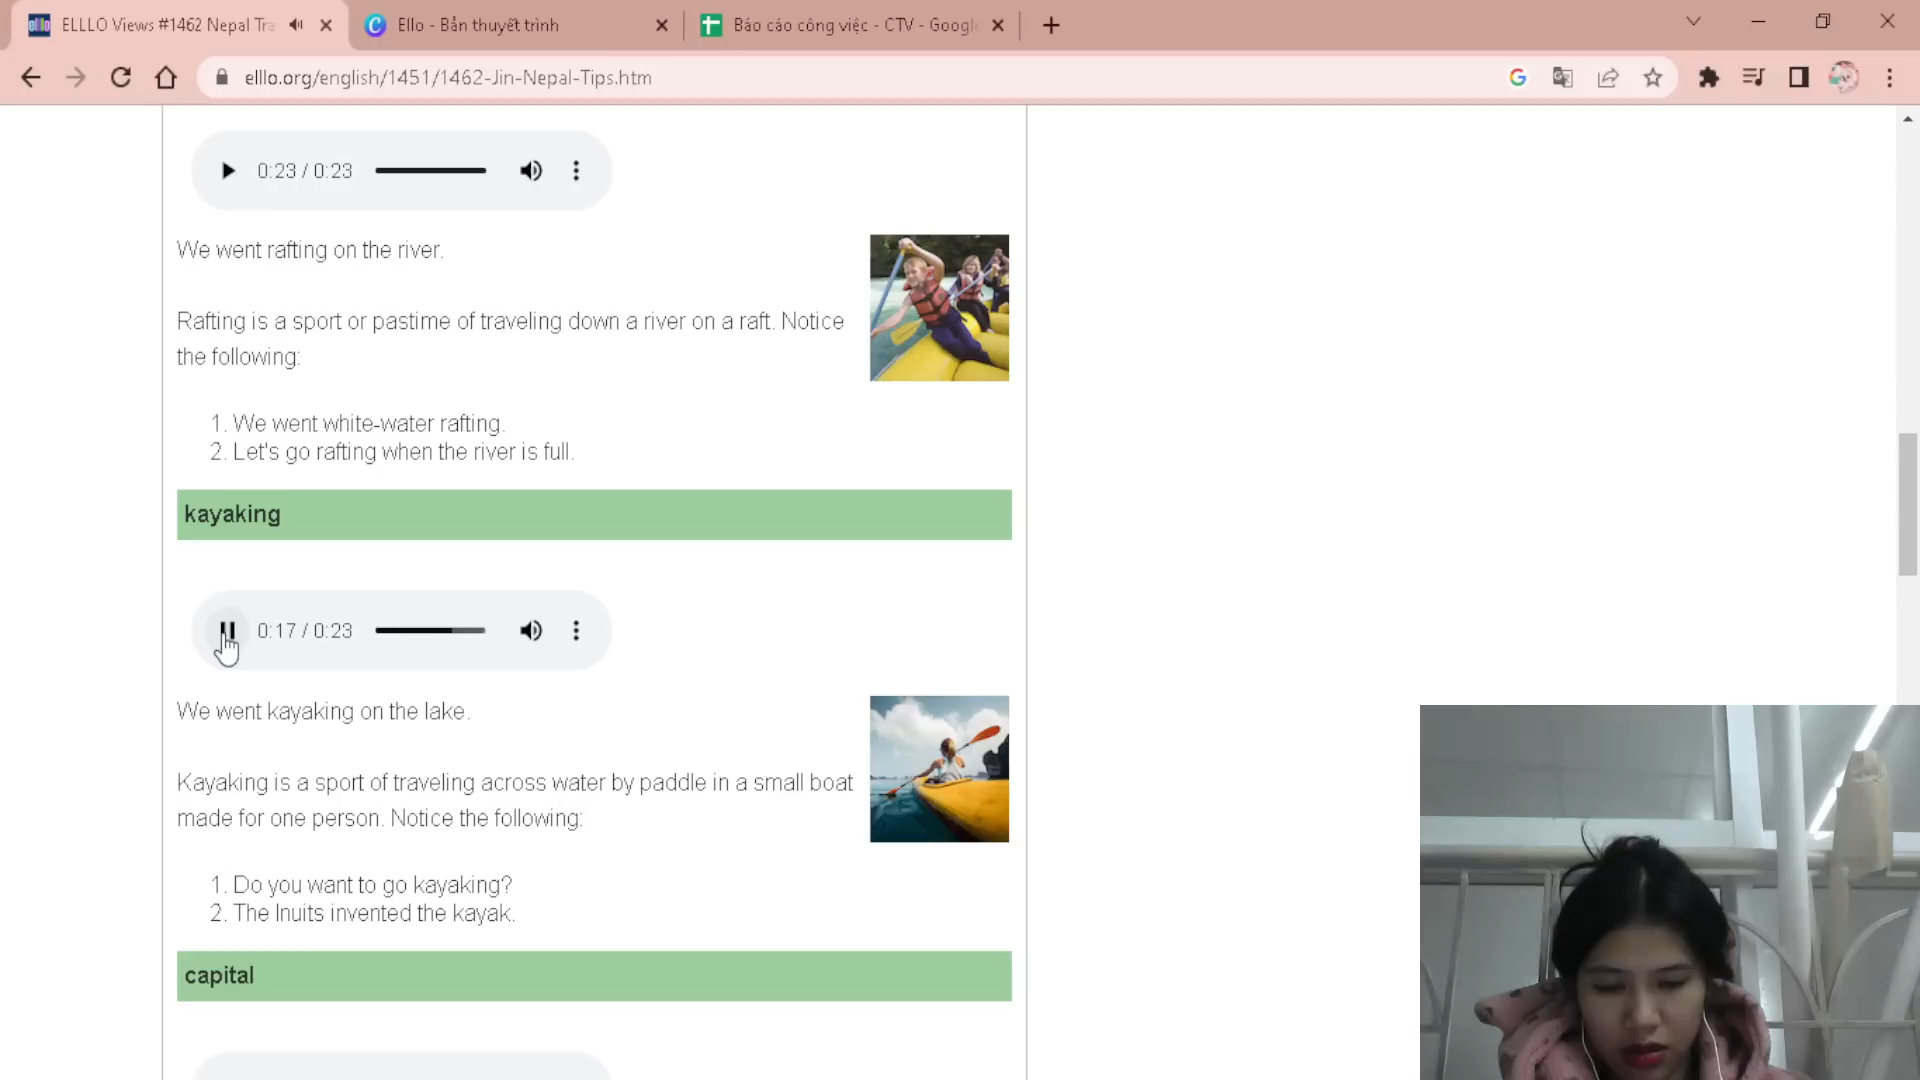 ELLLO Views #1462 Nepal Tra
Ello - Bản thuyết trình
Báo cáo công việc - CTV - Googl
elllo.org/english/1451/1462-Jin-Nepal-Tips.htm
0:23 / 0:23
We went rafting on the river.
Rafting is a sport or pastime of traveling down a river on a raft. Notice
the following:
1. We went white-water rafting.
2. Let's go rafting when the river is full.
kayaking
0:17 / 0:23
We went kayaking on the lake.
Kayaking is a sport of traveling across water by paddle in a small boat
made for one person. Notice the following:
1. Do you want to go kayaking?
2. The Inuits invented the kayak.
capital